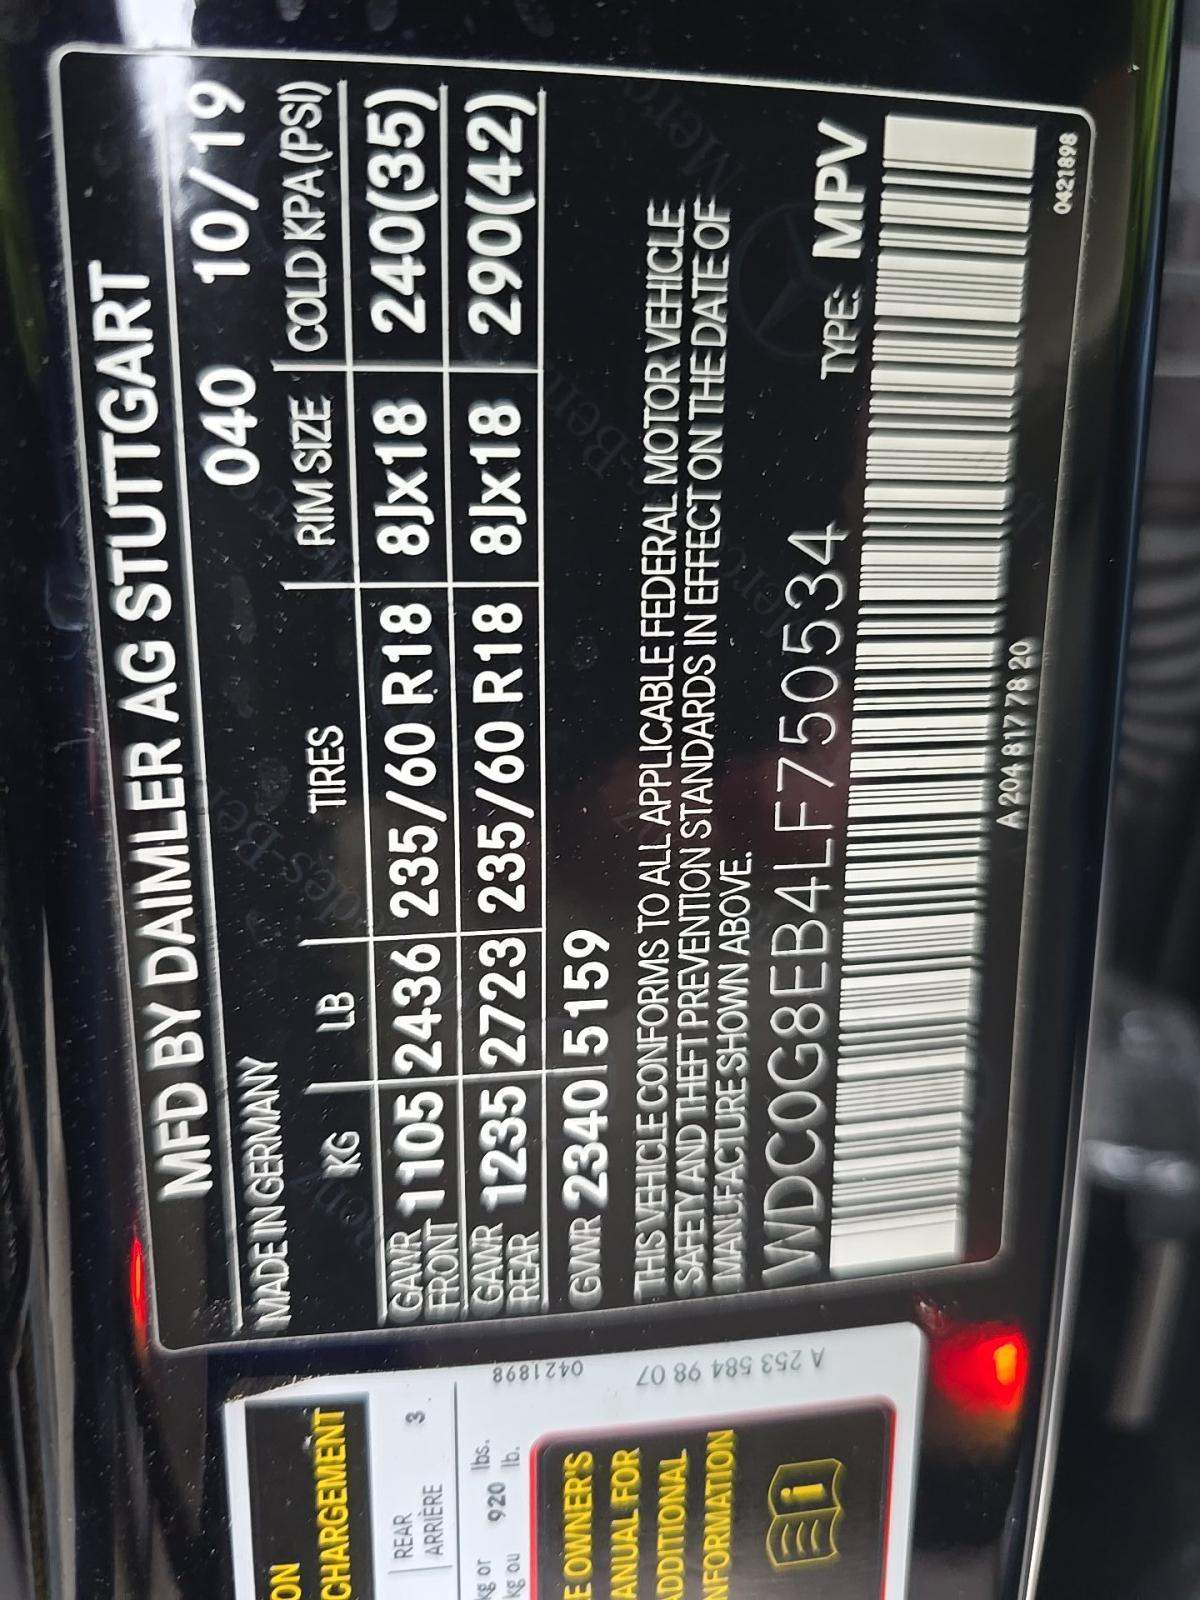 MFD BY DAIMLER AG STUTTGART
MADE IN GERMANY 040 10/19
KG LB TIRES RIM SIZE COLD KPA (PSI)
GAWR FRONT 1105 2436 235/60 R18 8Jx18 240(35)
GAWR REAR 1235 2723 235/60 R18 8Jx18 290(42)
GVWR 2340 5159
THIS VEHICLE CONFORMS TO ALL APPLICABLE FEDERAL MOTOR VEHICLE
SAFETY AND THEFT PREVENTION STANDARDS IN EFFECT ON THE DATE OF
MANUFACTURE SHOWN ABOVE.
WDC0G8EB4LF750534 TYPE: MPV
A 204 817 78 20 0421898
CHARGEMENT
REAR 3
ARRIÈRE
kg or lbs.
kg ou 920 lb.
OWNER'S
FOR
0421898
A 253 584 98 07